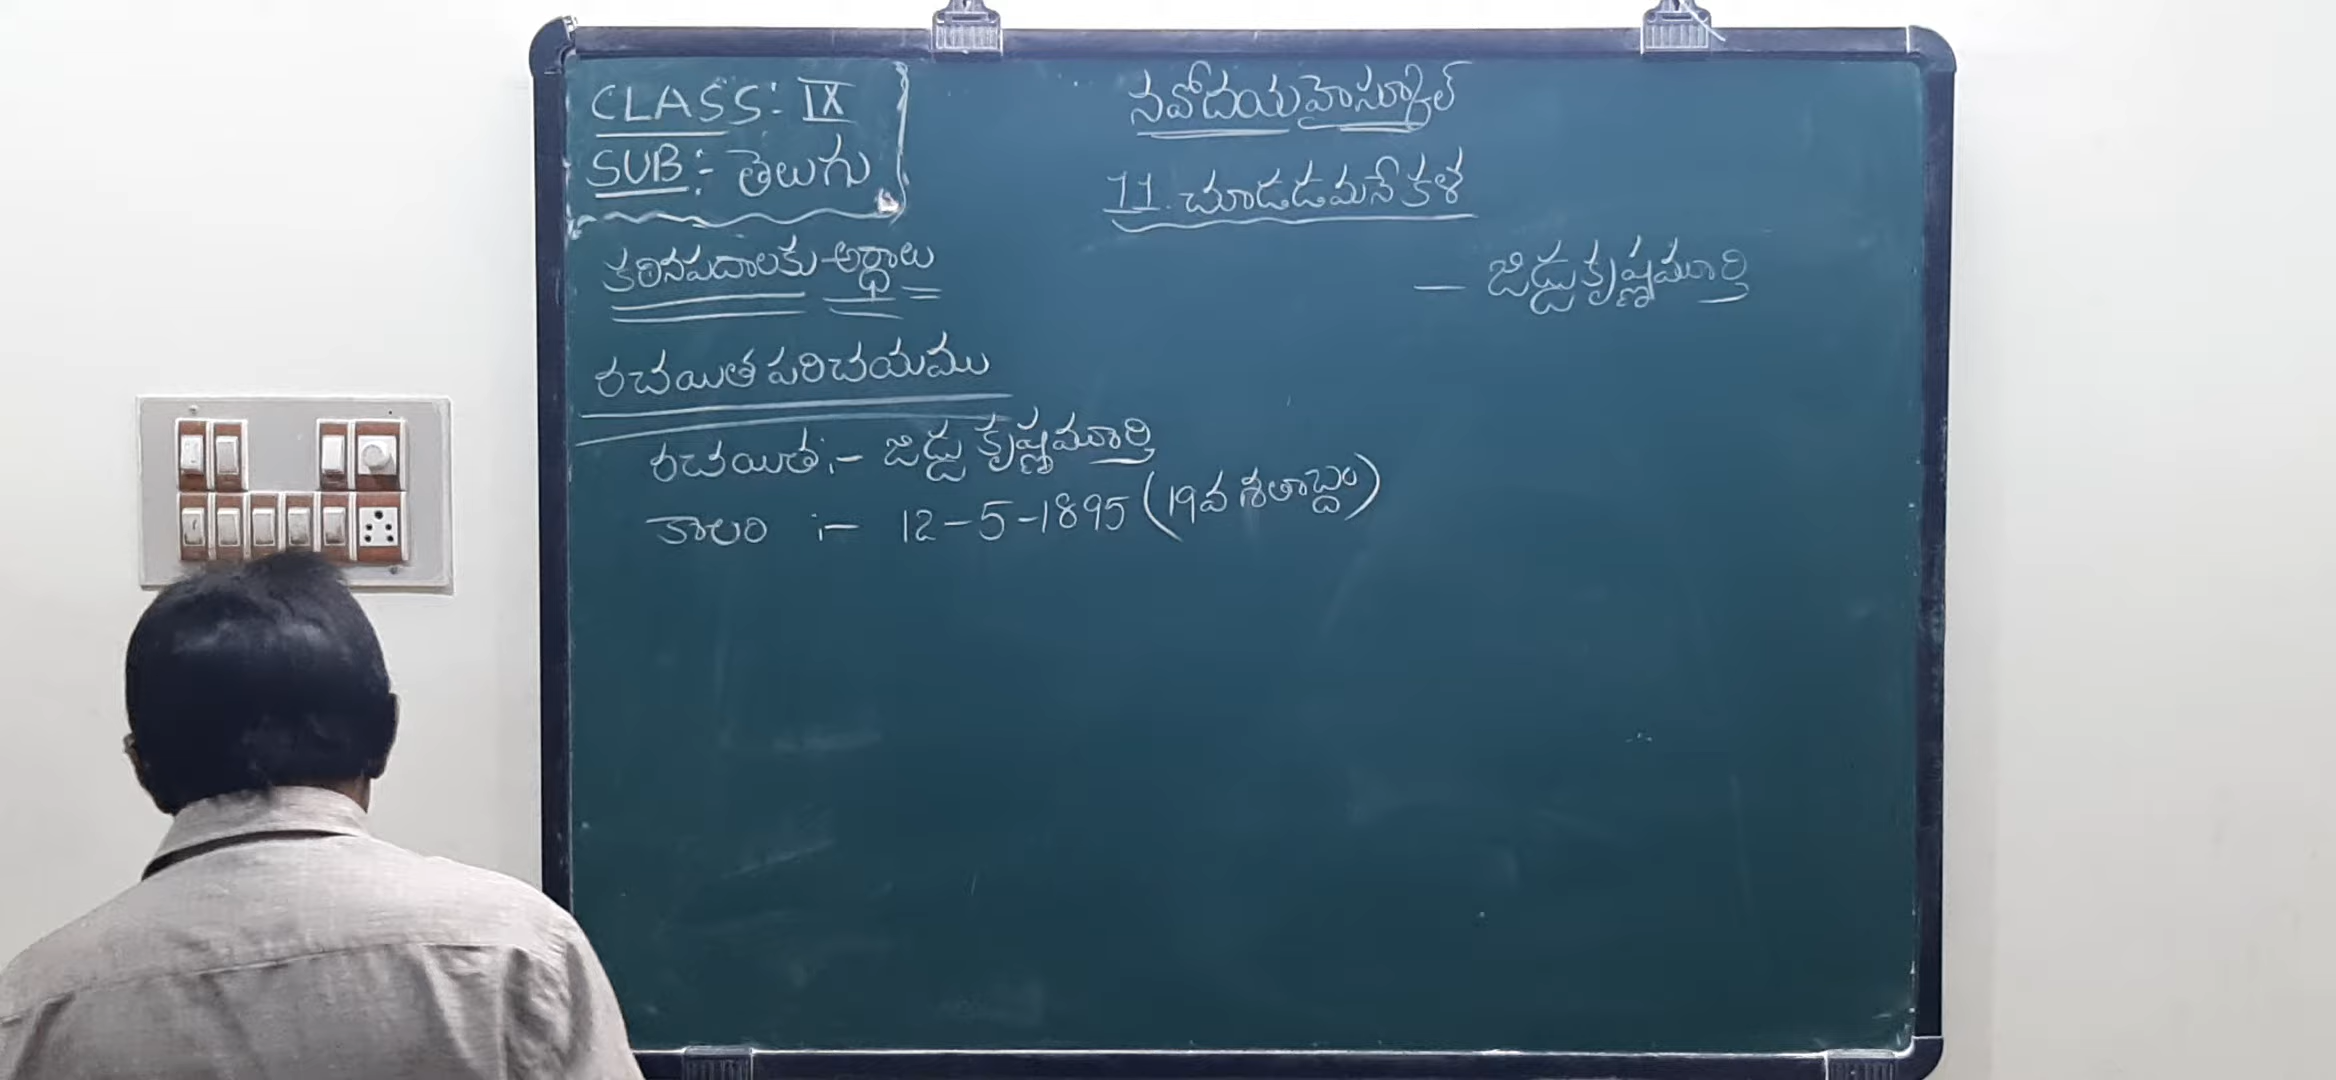 CLASS:- IX
SUB:- తెలుగు
నవోదయ హైస్కూల్
11. చూడడమనే కళ
— జిడ్డు కృష్ణమూర్తి
కఠినపదాలకు అర్ధాలు
రచయిత పరిచయము
రచయిత:- జిడ్డు కృష్ణమూర్తి
కాలం :- 12-5-1895 (19వ శతాబ్దం)